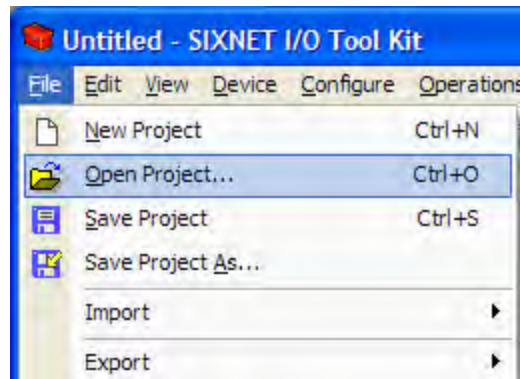 Untitled - SIXNET I/O Tool Kit
File Edit View Device Configure Operations
New Project Ctrl+N
Open Project... Ctrl+O
Save Project Ctrl+S
Save Project As...
Import
Export